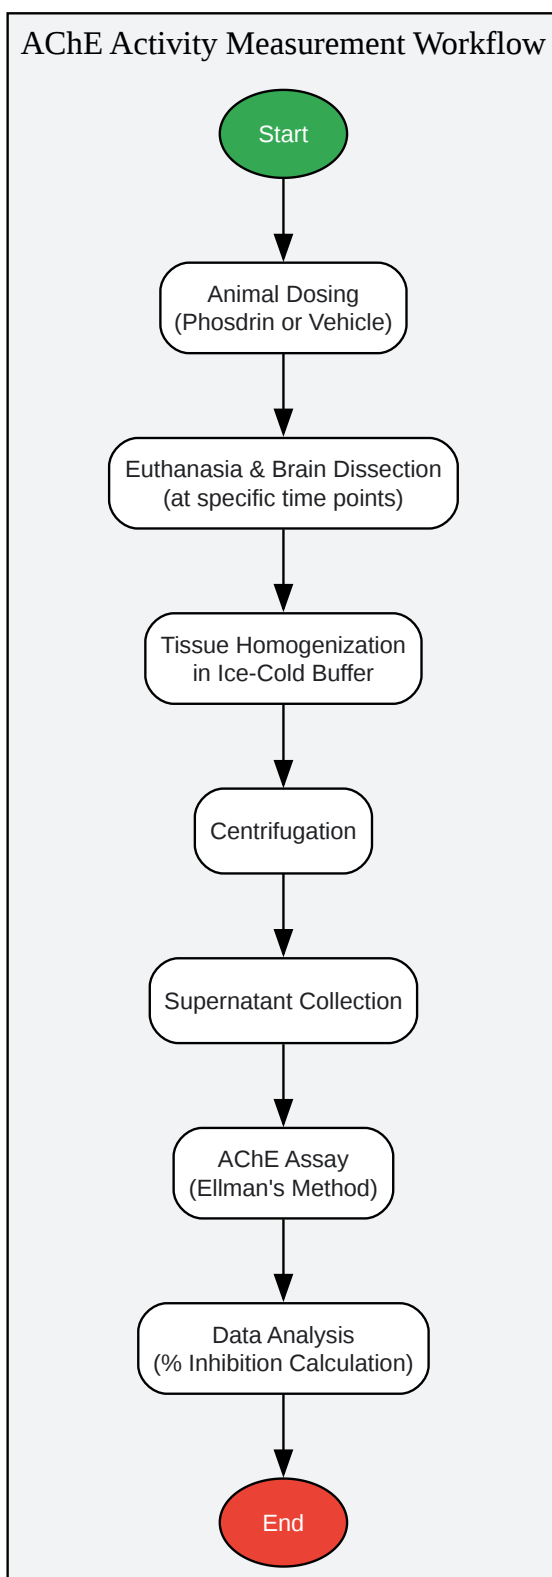 AChE Activity Measurement Workflow
Start
Animal Dosing
(Phosdrin or Vehicle)
Euthanasia & Brain Dissection
(at specific time points)
Tissue Homogenization
in Ice-Cold Buffer
Centrifugation
Supernatant Collection
AChE Assay
(Ellman's Method)
Data Analysis
(% Inhibition Calculation)
End